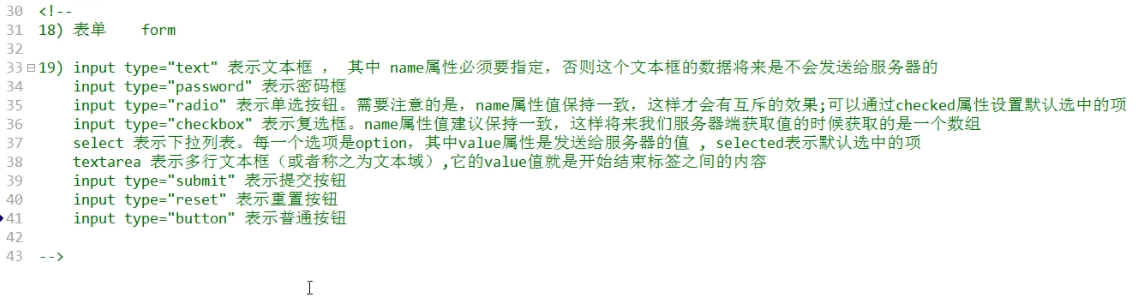 30 <!--
31 18) 表单    form
32
33 19) input type="text" 表示文本框 ， 其中 name属性必须要指定，否则这个文本框的数据将来是不会发送给服务器的
34     input type="password" 表示密码框
35     input type="radio" 表示单选按钮。需要注意的是，name属性值保持一致，这样才会有互斥的效果;可以通过checked属性设置默认选中的项
36     input type="checkbox" 表示复选框。name属性值建议保持一致，这样将来我们服务器端获取值的时候获取的是一个数组
37     select 表示下拉列表。每一个选项是option，其中value属性是发送给服务器的值 , selected表示默认选中的项
38     textarea 表示多行文本框（或者称之为文本域）,它的value值就是开始结束标签之间的内容
39     input type="submit" 表示提交按钮
40     input type="reset" 表示重置按钮
41     input type="button" 表示普通按钮
42
43 -->